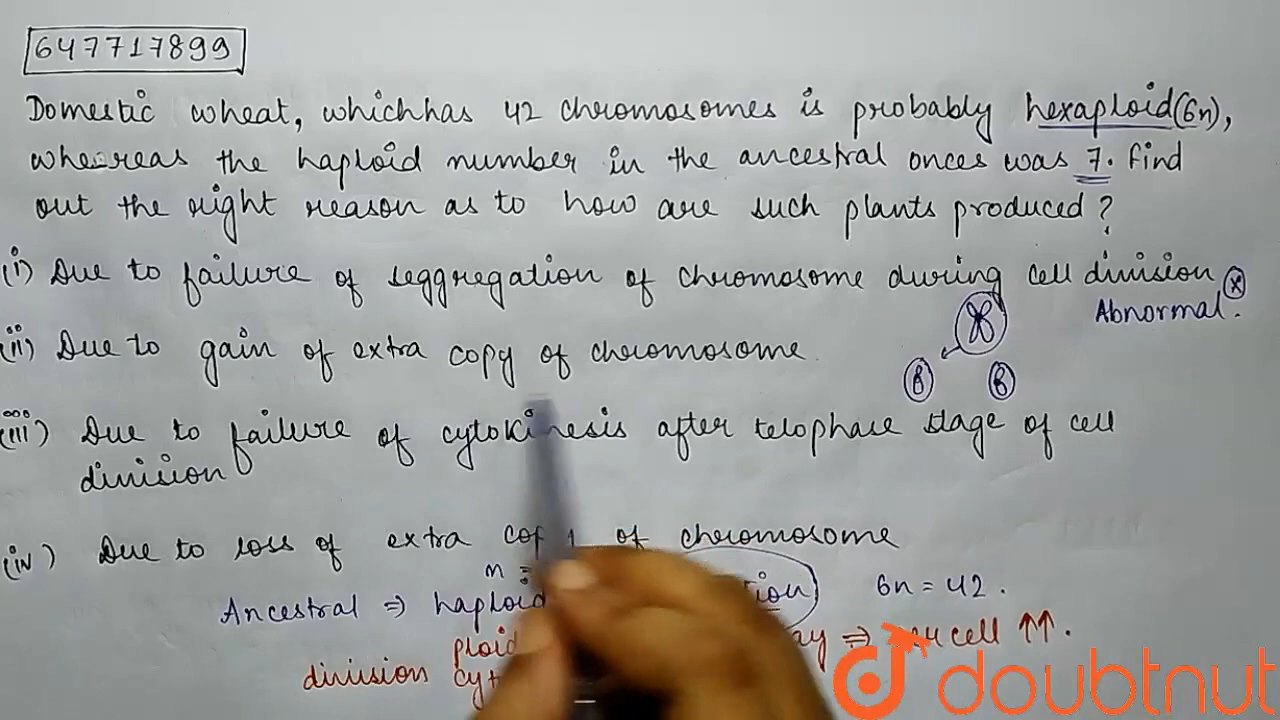 647717899
Domestic wheat, which has 42 chromosomes is probably hexaploid (6n),
whereas the haploid number in the ancestral onces was 7. Find
out the right reason as to how are such plants produced?
(i) Due to failure of seggregation of chromosome during cell division
Abnormal. x
(ii) Due to gain of extra copy of chromosome
(iii) Due to failure of cytokinesis after telophase stage of cell
division
(iv) Due to loss of extra of chromosome
n =
Ancestral ⇒ haploid 6n = 42.
⇒ cell ↑↑.
division
doubtnut